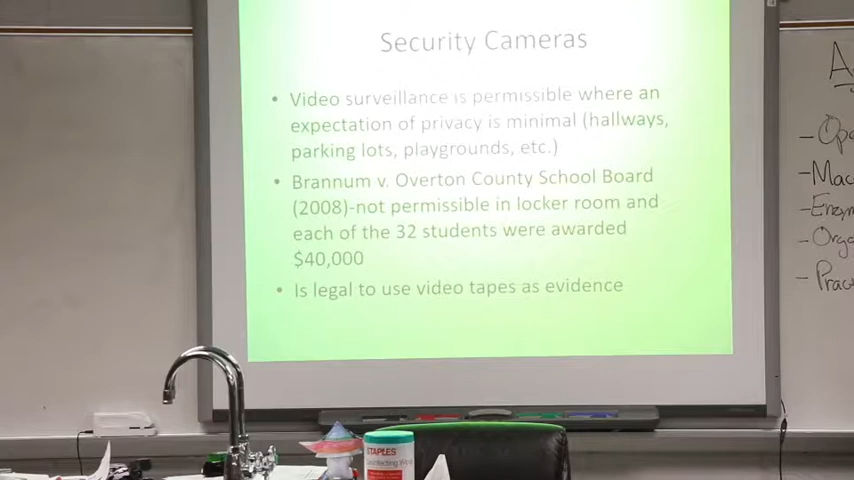 Security Cameras
• Video surveillance is permissible where an
expectation of privacy is minimal (hallways,
parking lots, playgrounds, etc.)
• Brannum v. Overton County School Board
(2008)-not permissible in locker room and
each of the 32 students were awarded
$40,000
• Is legal to use video tapes as evidence
STAPLES